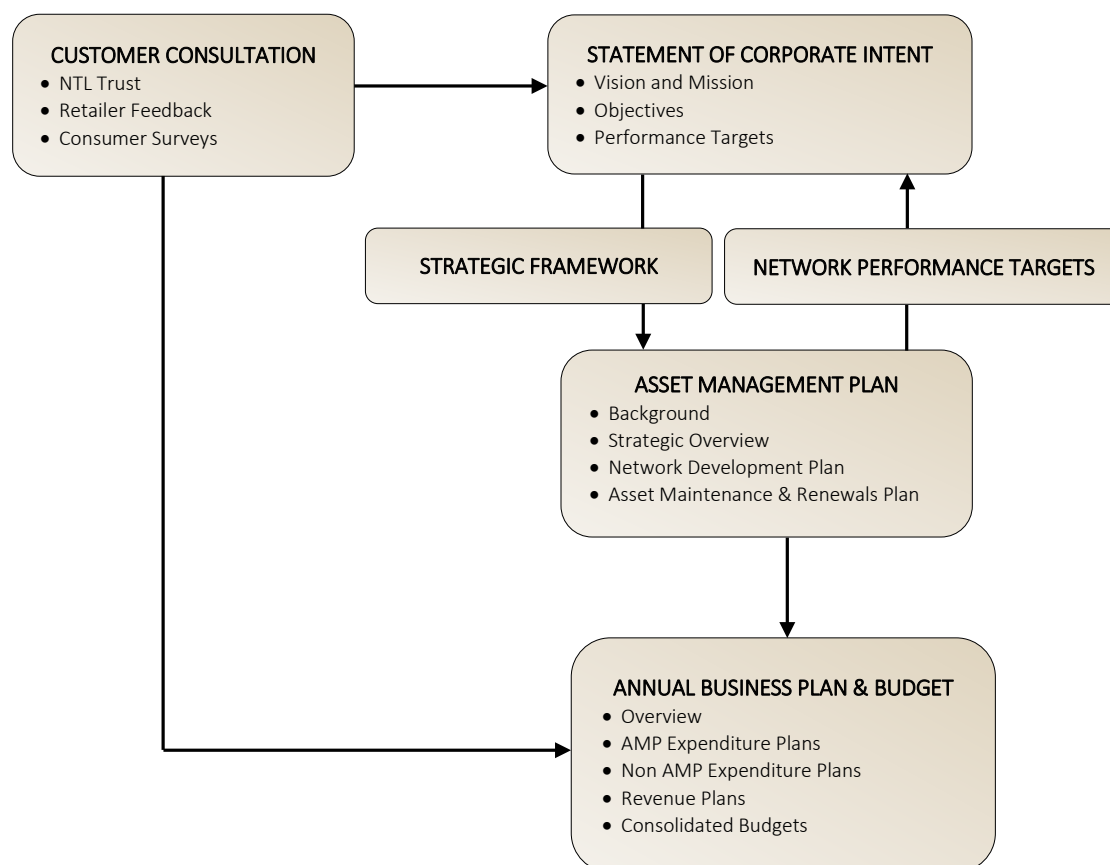 CUSTOMER CONSULTATION
• NTL Trust
• Retailer Feedback
• Consumer Surveys
STATEMENT OF CORPORATE INTENT
• Vision and Mission
• Objectives
• Performance Targets
STRATEGIC FRAMEWORK
NETWORK PERFORMANCE TARGETS
ASSET MANAGEMENT PLAN
• Background
• Strategic Overview
• Network Development Plan
• Asset Maintenance & Renewals Plan
ANNUAL BUSINESS PLAN & BUDGET
• Overview
• AMP Expenditure Plans
• Non AMP Expenditure Plans
• Revenue Plans
• Consolidated Budgets